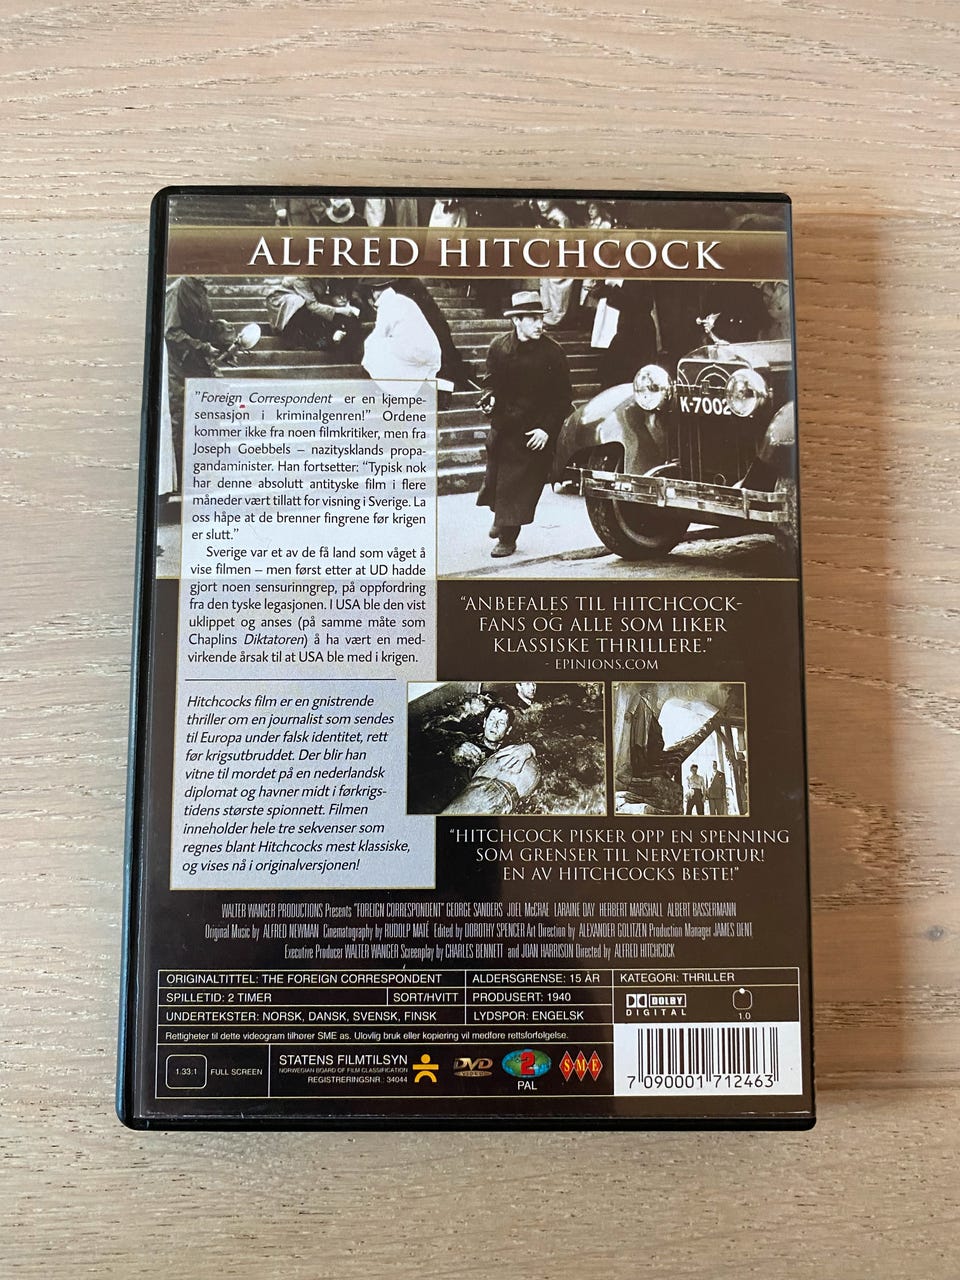 ALFRED HITCHCOCK
K-7002
"Foreign Correspondent er en kjempe-
sensasjon i kriminalgenren!" Ordene
kommer ikke fra noen filmkritiker, men fra
Joseph Goebbels – nazitysklands propa-
gandaminister. Han fortsetter: "Typisk nok
har denne absolutt antityske film i flere
måneder vært tillatt for visning i Sverige. La
oss håpe at de brenner fingrene før krigen
er slutt."
Sverige var et av de få land som våget å
vise filmen – men først etter at UD hadde
gjort noen sensurinngrep, på oppfordring
fra den tyske legasjonen. I USA ble den vist
uklippet og anses (på samme måte som
Chaplins Diktatoren) å ha vært en med-
virkende årsak til at USA ble med i krigen.
"ANBEFALES TIL HITCHCOCK-
FANS OG ALLE SOM LIKER
KLASSISKE THRILLERE."
- EPINIONS.COM
Hitchcocks film er en gnistrende
thriller om en journalist som sendes
til Europa under falsk identitet, rett
før krigsutbruddet. Der blir han
vitne til mordet på en nederlandsk
diplomat og havner midt i førkrigs-
tidens største spionnett. Filmen
inneholder hele tre sekvenser som
regnes blant Hitchcocks mest klassiske,
og vises nå i originalversjonen!
"HITCHCOCK PISKER OPP EN SPENNING
SOM GRENSER TIL NERVETORTUR!
EN AV HITCHCOCKS BESTE!"
WALTER WANGER PRODUCTIONS Presents "FOREIGN CORRESPONDENT" GEORGE SANDERS JOEL McCREA LARAINE DAY HERBERT MARSHALL ALBERT BASSERMANN
Original Music by ALFRED NEWMAN Cinematography by RUDOLP MATÉ Edited by DOROTHY SPENCER Art Direction by ALEXANDER GOLITZEN Production Manager JAMES DENT
Executive Producer WALTER WANGER Screenplay by CHARLES BENNETT and JOAN HARRISON Directed by ALFRED HITCHCOCK
ORIGINALTITTEL: THE FOREIGN CORRESPONDENT ALDERSGRENSE: 15 ÅR KATEGORI: THRILLER
SPILLETID: 2 TIMER SORT/HVITT PRODUSERT: 1940
UNDERTEKSTER: NORSK, DANSK, SVENSK, FINSK LYDSPOR: ENGELSK
DOLBY
DIGITAL 1.0
Rettigheter til dette videogram tilhører SME as. Ulovlig bruk eller kopiering vil medføre rettsforfølgelse.
1.33:1 FULL SCREEN
STATENS FILMTILSYN
NORWEGIAN BOARD OF FILM CLASSIFICATION
REGISTRERINGSNR.: 34044
DVD
VIDEO
2
PAL
S·M·E
7 090001 712463